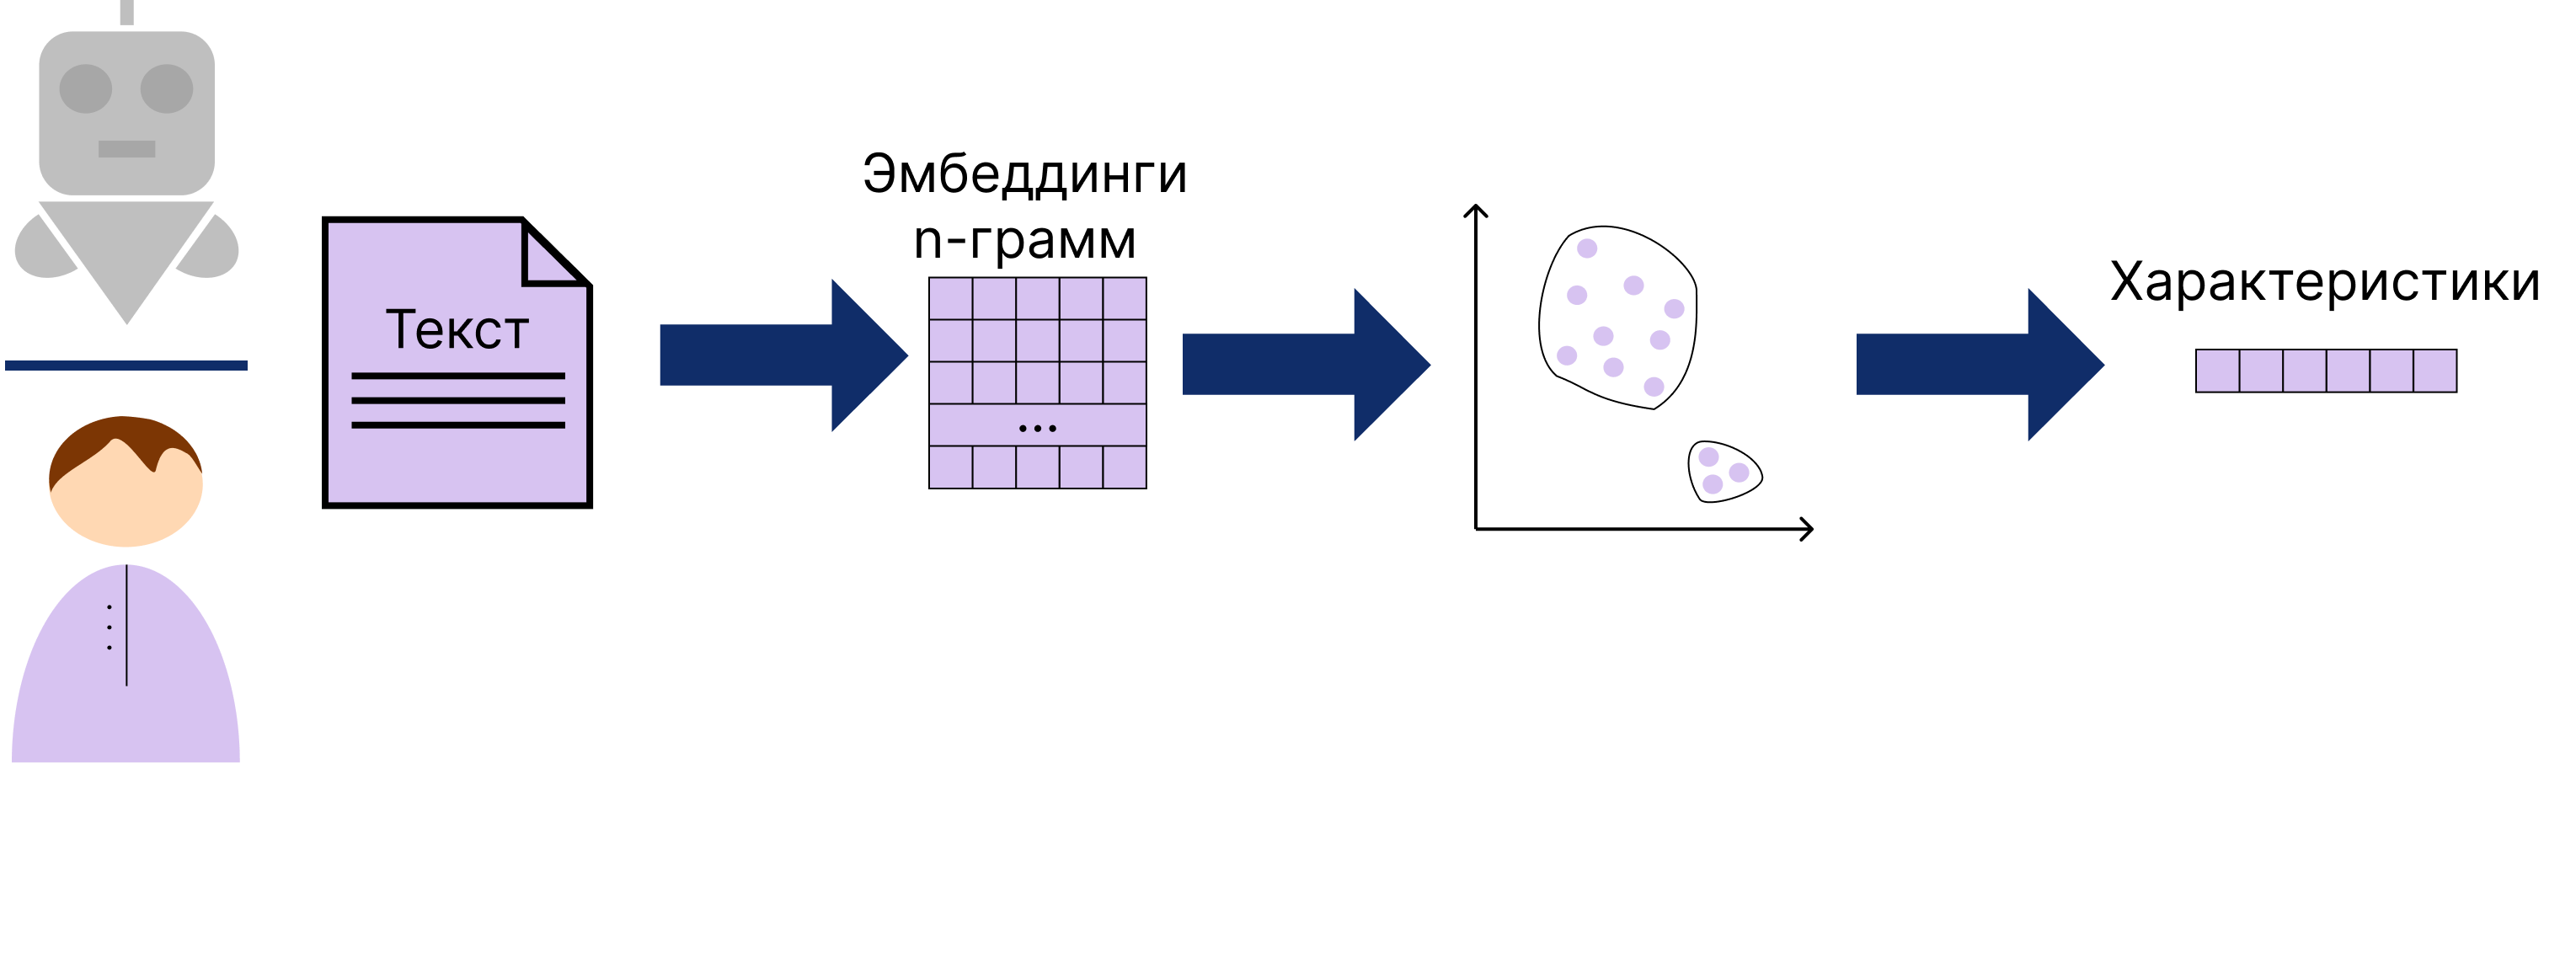 Текст
Эмбеддинги
n-грамм
...
Характеристики